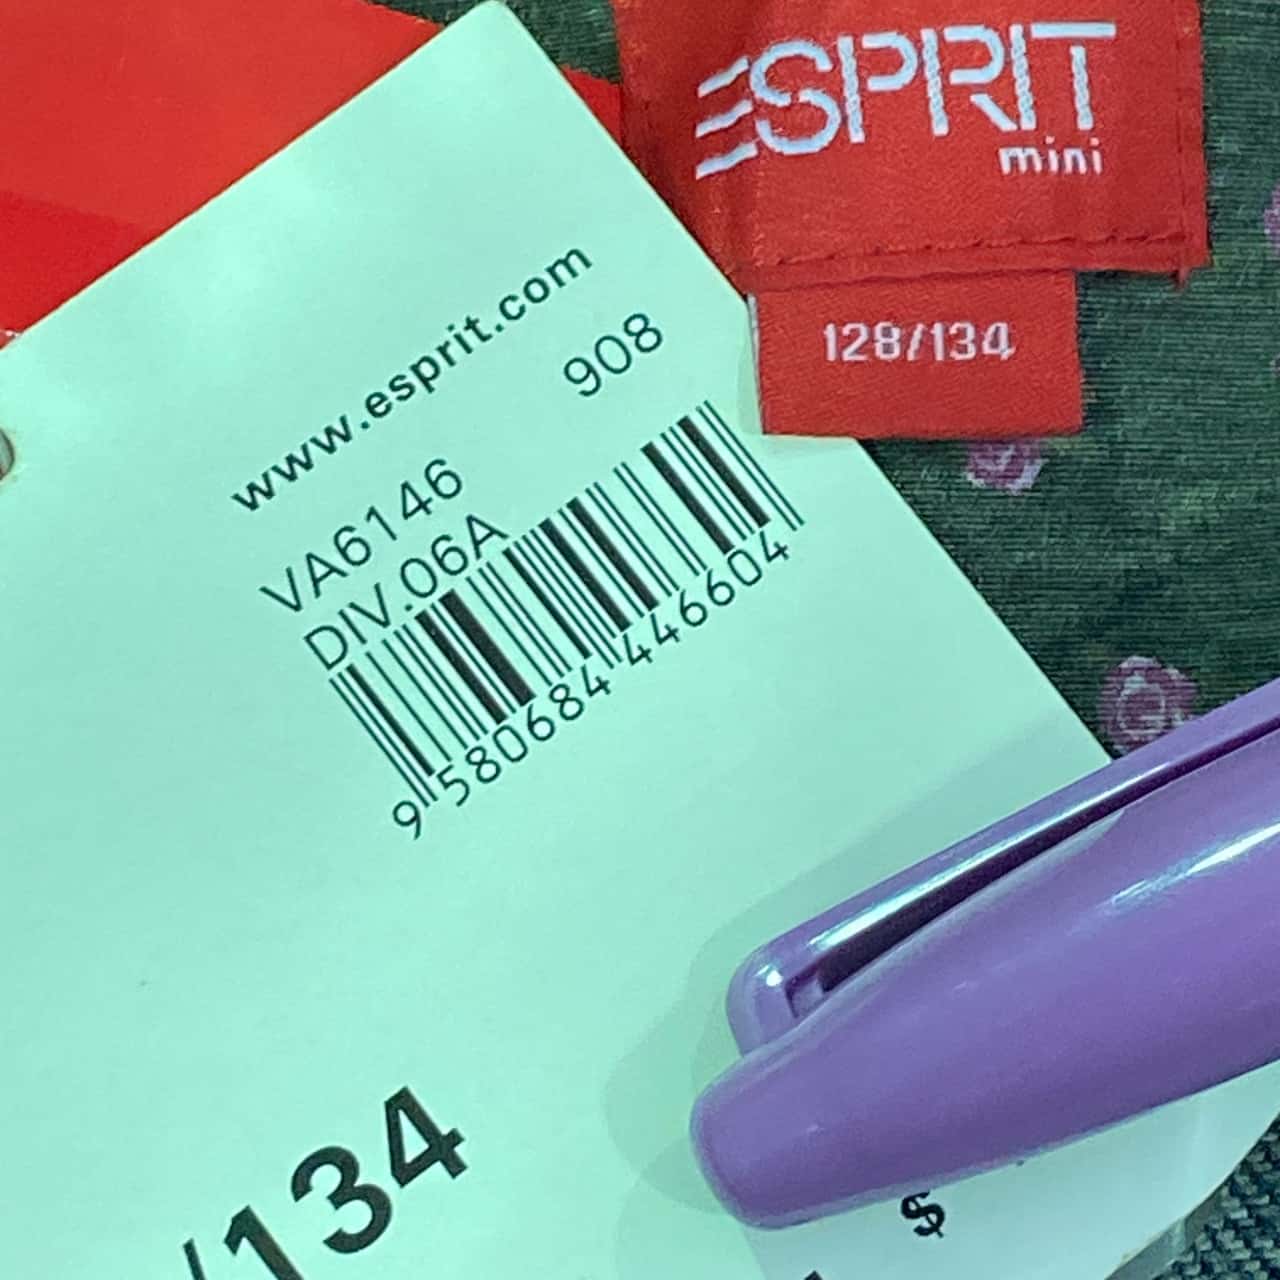 ESPRIT
mini
128/134
www.esprit.com
908
VA6146
DIV.06A
9 580684 446604
/134
$